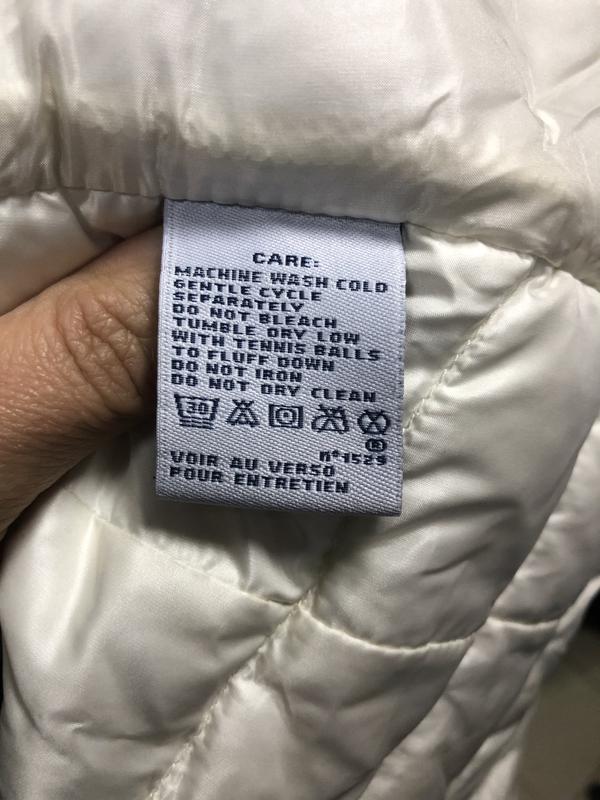 CARE:
MACHINE WASH COLD
GENTLE CYCLE
SEPARATELY
DO NOT BLEACH
TUMBLE DRY LOW
WITH TENNIS BALLS
TO FLUFF DOWN
DO NOT IRON
DO NOT DRY CLEAN
30
®
n°1529
VOIR AU VERSO
POUR ENTRETIEN